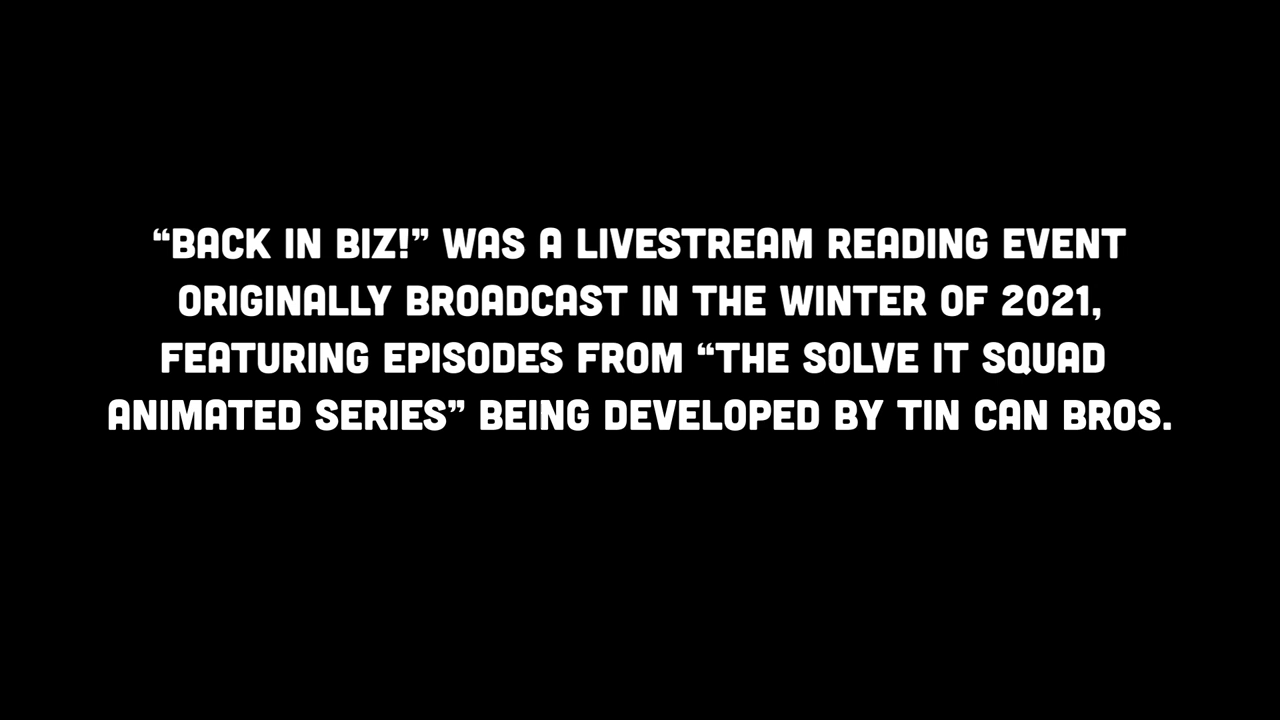 “BACK IN BIZ!” WAS A LIVESTREAM READING EVENT
ORIGINALLY BROADCAST IN THE WINTER OF 2021,
FEATURING EPISODES FROM “THE SOLVE IT SQUAD
ANIMATED SERIES” BEING DEVELOPED BY TIN CAN BROS.